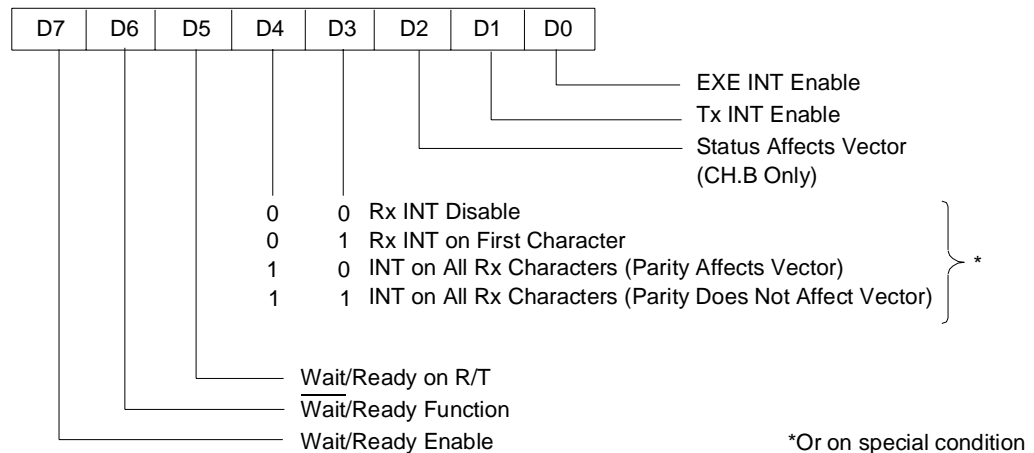 D7 D6 D5 D4 D3 D2 D1 D0
EXE INT Enable
Tx INT Enable
Status Affects Vector
(CH.B Only)
0 0 Rx INT Disable
0 1 Rx INT on First Character
1 0 INT on All Rx Characters (Parity Affects Vector)
1 1 INT on All Rx Characters (Parity Does Not Affect Vector)
*
Wait/Ready on R/T
Wait/Ready Function
Wait/Ready Enable
*Or on special condition